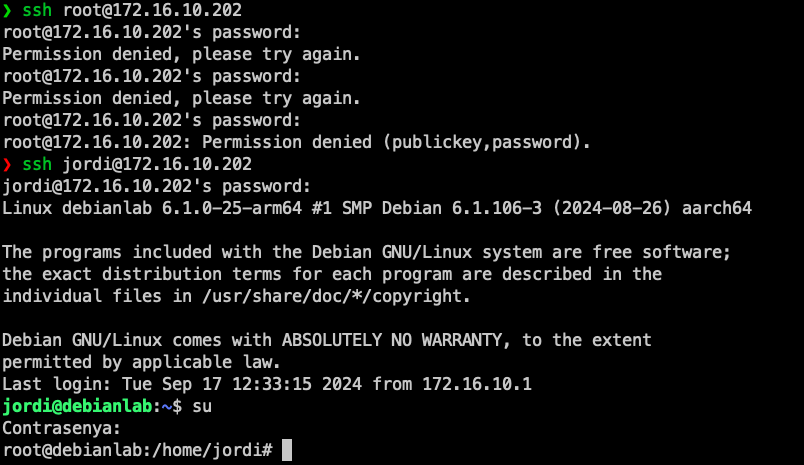 ❯ ssh root@172.16.10.202
root@172.16.10.202's password:
Permission denied, please try again.
root@172.16.10.202's password:
Permission denied, please try again.
root@172.16.10.202's password:
root@172.16.10.202: Permission denied (publickey,password).
❯ ssh jordi@172.16.10.202
jordi@172.16.10.202's password:
Linux debianlab 6.1.0-25-arm64 #1 SMP Debian 6.1.106-3 (2024-08-26) aarch64

The programs included with the Debian GNU/Linux system are free software;
the exact distribution terms for each program are described in the
individual files in /usr/share/doc/*/copyright.

Debian GNU/Linux comes with ABSOLUTELY NO WARRANTY, to the extent
permitted by applicable law.
Last login: Tue Sep 17 12:33:15 2024 from 172.16.10.1
jordi@debianlab:~$ su
Contrasenya:
root@debianlab:/home/jordi#